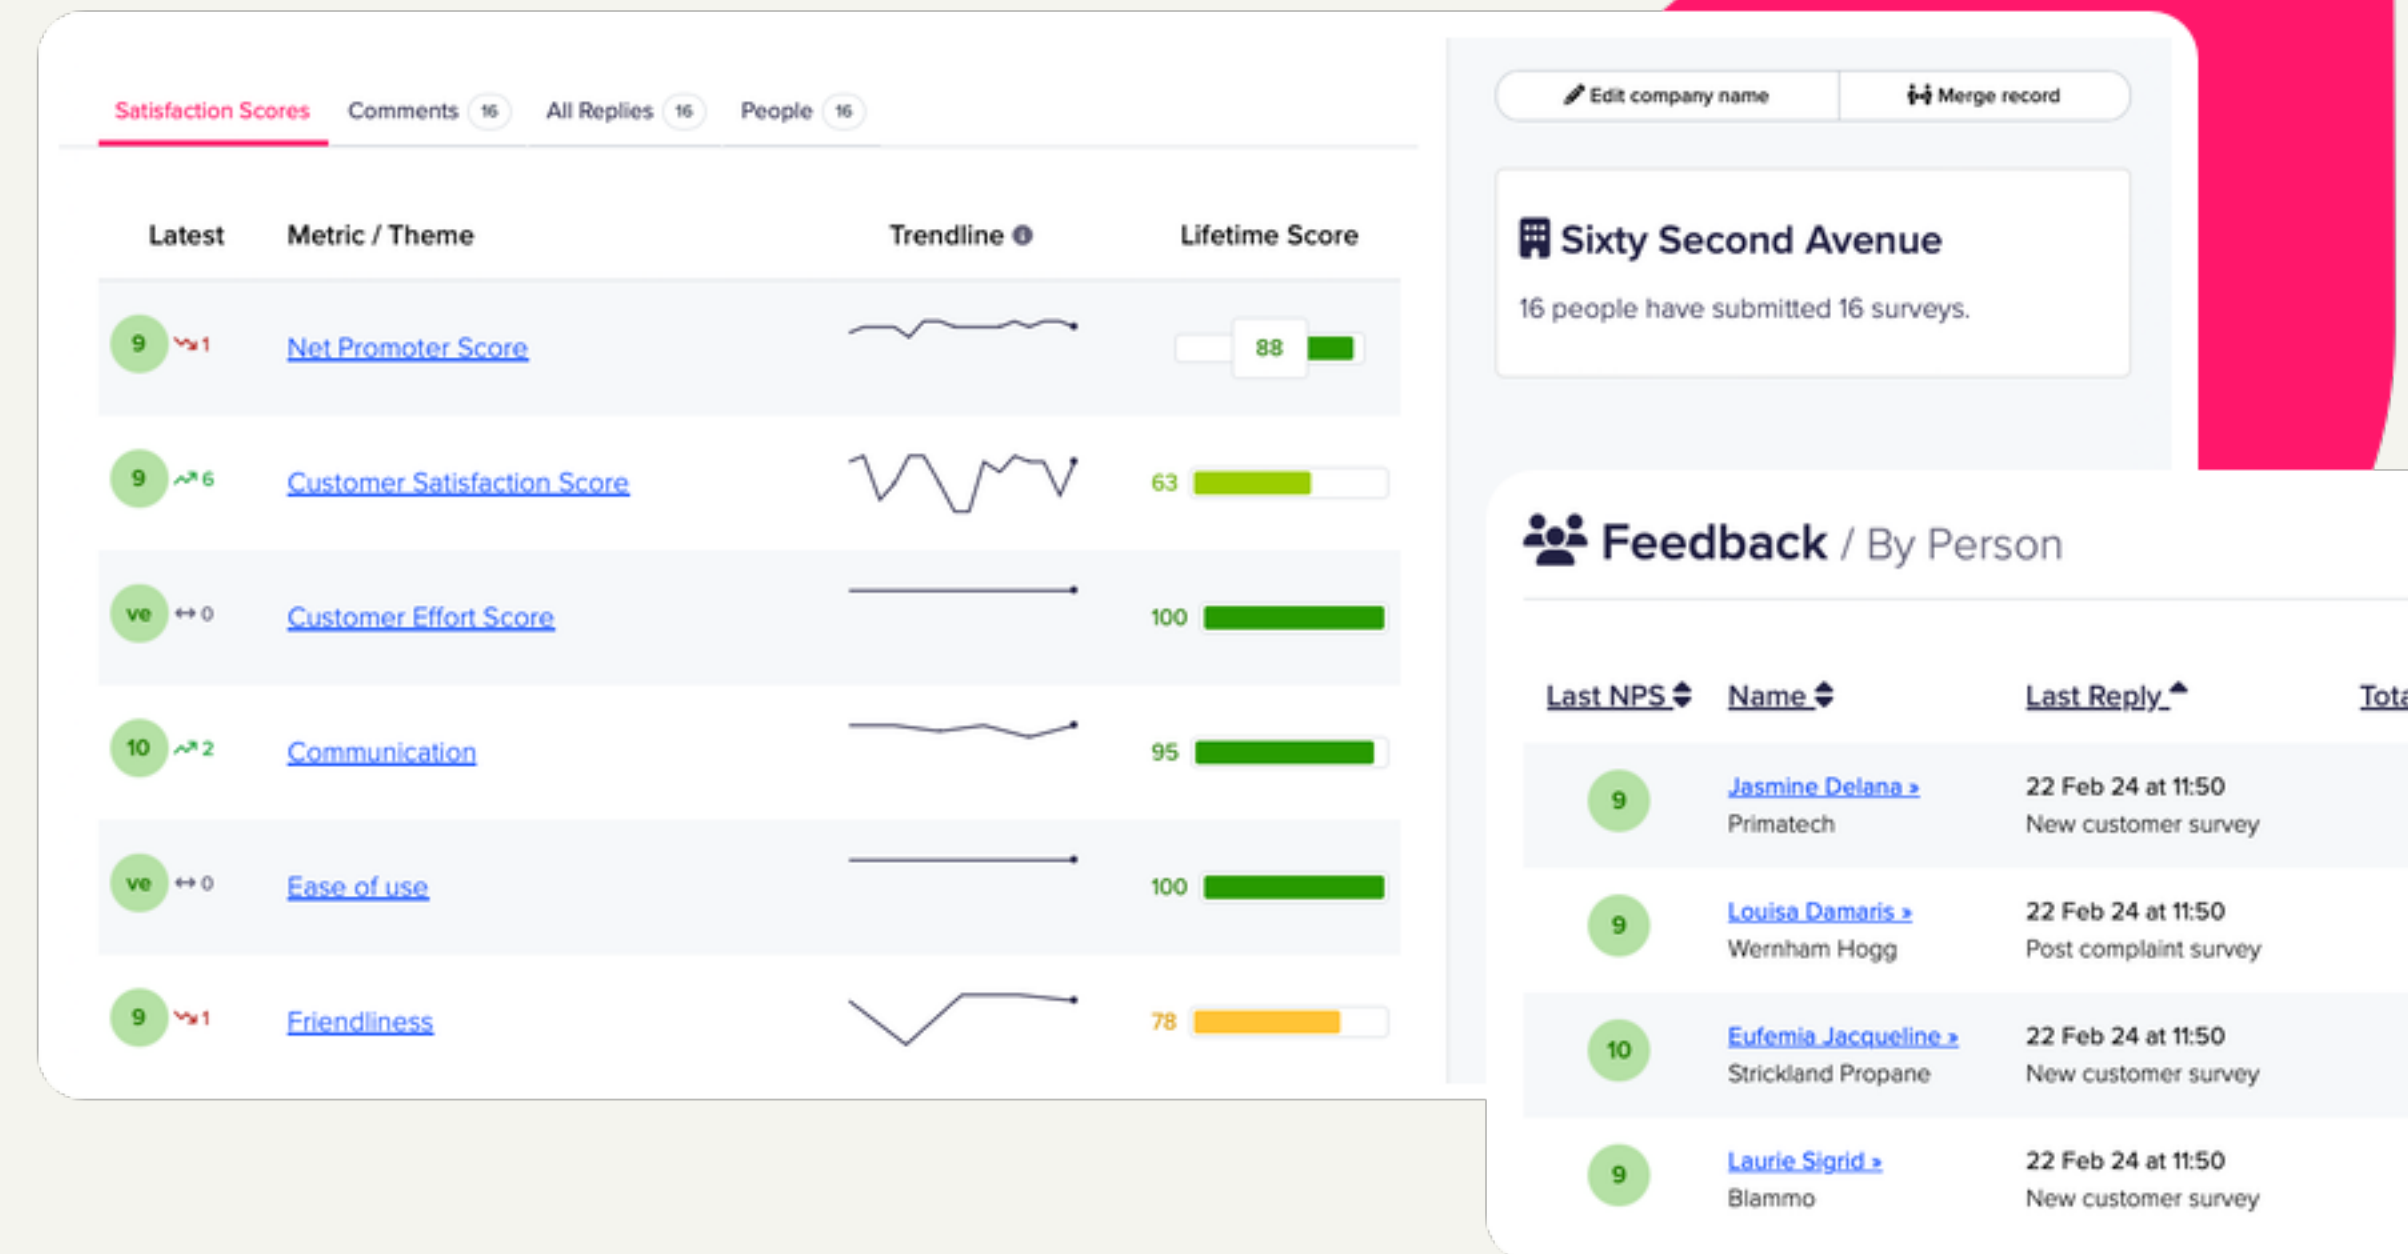 Satisfaction Scores Comments 16 All Replies 16 People 16
Latest Metric / Theme Trendline Lifetime Score
9 1 Net Promoter Score 88
9 6 Customer Satisfaction Score 63
ve 0 Customer Effort Score 100
10 2 Communication 95
ve 0 Ease of use 100
9 1 Friendliness 78
Edit company name Merge record
Sixty Second Avenue
16 people have submitted 16 surveys.
Feedback / By Person
Last NPS Name Last Reply Tota
9 Jasmine Delana » 22 Feb 24 at 11:50
Primatech New customer survey
9 Louisa Damaris » 22 Feb 24 at 11:50
Wernham Hogg Post complaint survey
10 Eufemia Jacqueline » 22 Feb 24 at 11:50
Strickland Propane New customer survey
9 Laurie Sigrid » 22 Feb 24 at 11:50
Blammo New customer survey